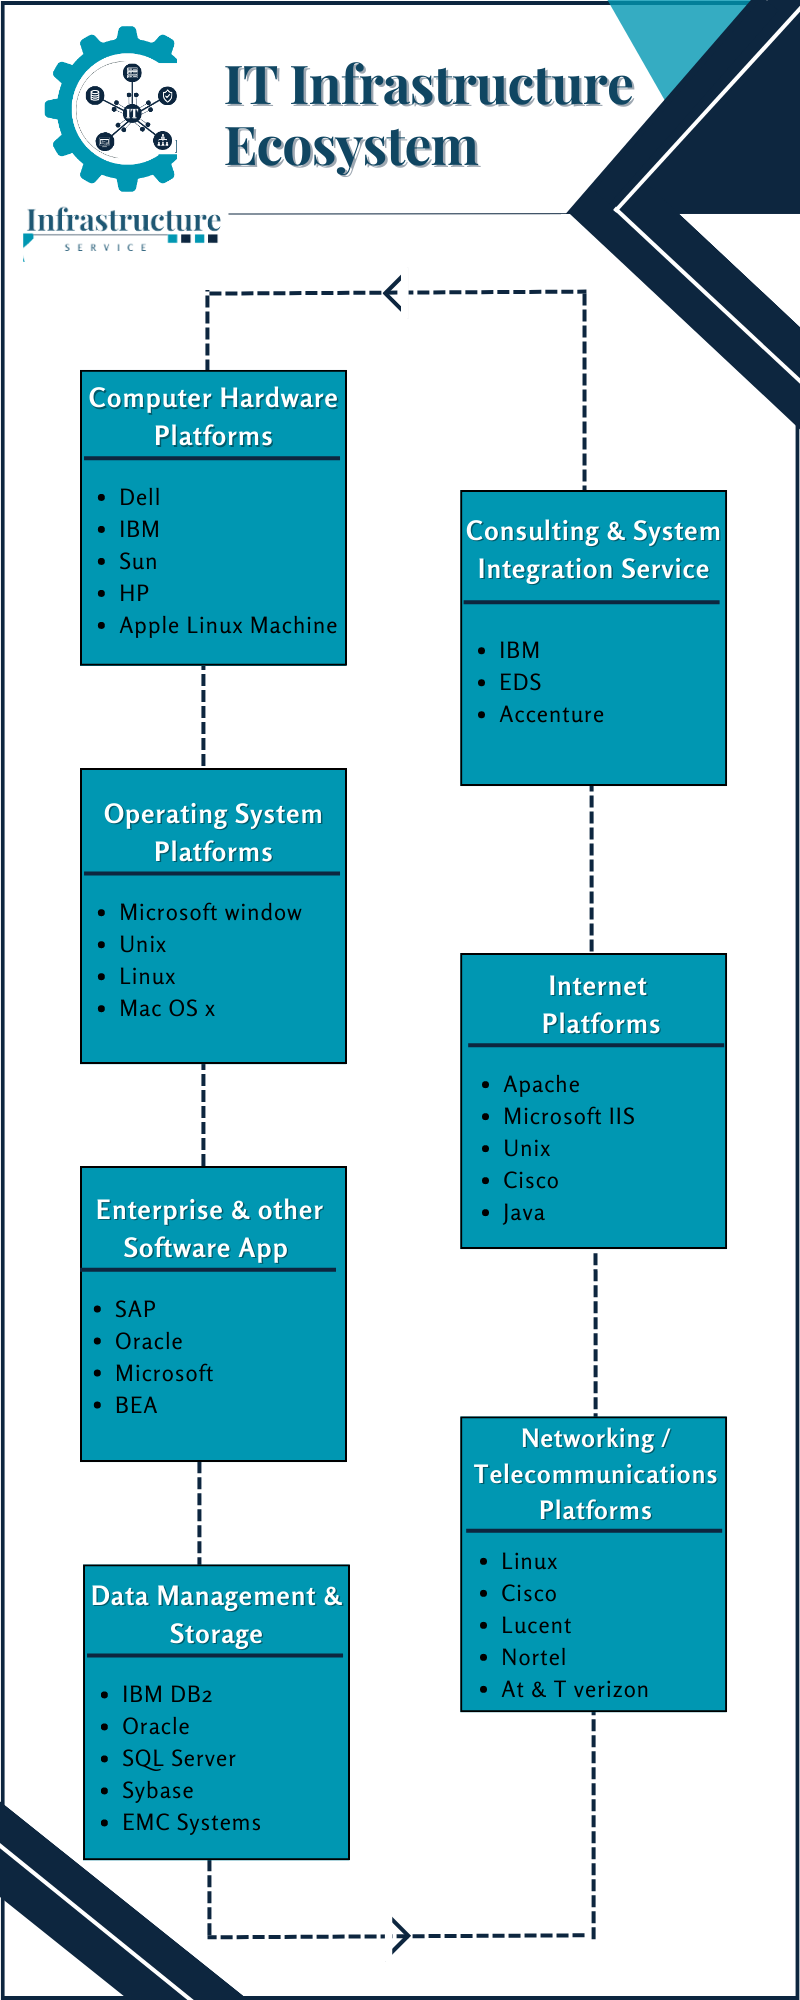 IT Infrastructure
Ecosystem
IT
Infrastructure
SERVICE
Computer Hardware
Platforms
Dell
IBM
Sun
HP
Apple Linux Machine
Operating System
Platforms
Microsoft window
Unix
Linux
Mac OS x
Enterprise & other
Software App
SAP
Oracle
Microsoft
BEA
Data Management &
Storage
IBM DB2
Oracle
SQL Server
Sybase
EMC Systems
Consulting & System
Integration Service
IBM
EDS
Accenture
Internet
Platforms
Apache
Microsoft IIS
Unix
Cisco
Java
Networking /
Telecommunications
Platforms
Linux
Cisco
Lucent
Nortel
At & T verizon